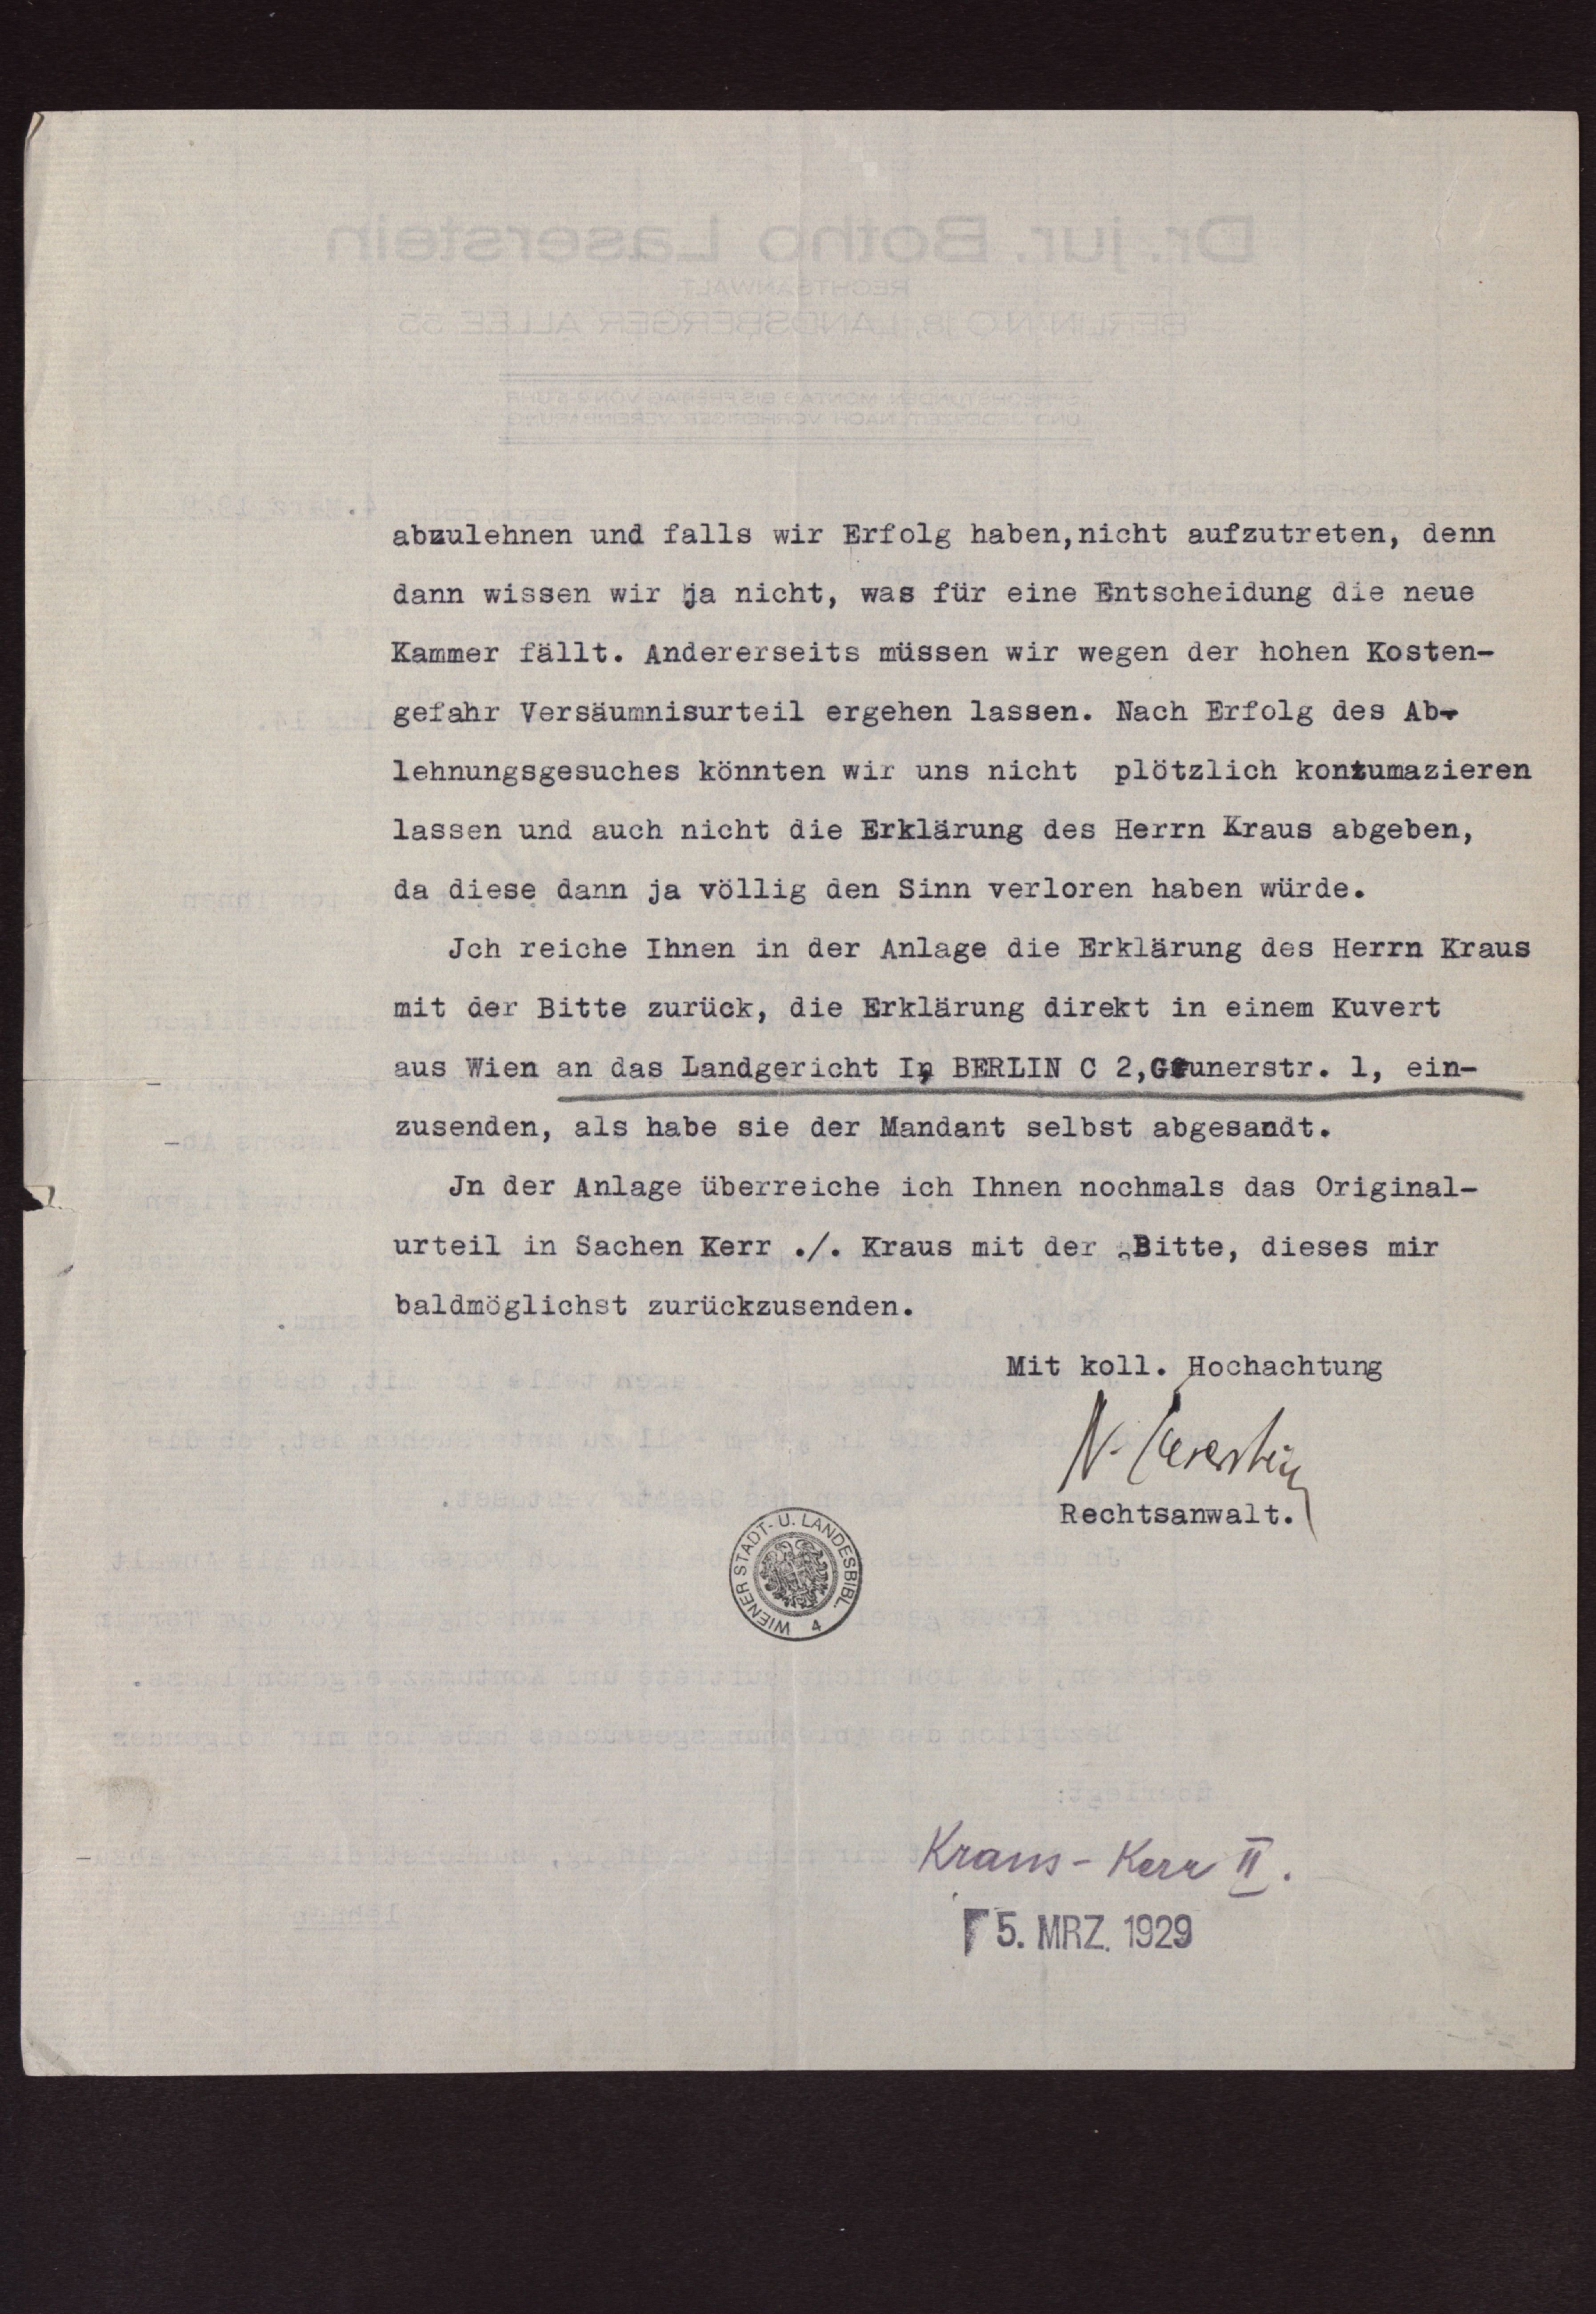 abzulehnen und falls wir Erfolg haben,nicht aufzutreten, denn
dann wissen wir ja nicht, was für eine Entscheidung die neue
Kammer fällt. Andererseits müssen wir wegen der hohen Kosten-
gefahr Versäumnisurteil ergehen lassen. Nach Erfolg des Ab-
lehnungsgesuches könnten wir uns nicht plötzlich kontumazieren
lassen und auch nicht die Erklärung des Herrn Kraus abgeben,
da diese dann ja völlig den Sinn verloren haben würde.
Jch reiche Ihnen in der Anlage die Erklärung des Herrn Kraus
mit der Bitte zurück, die Erklärung direkt in einem Kuvert
aus Wien an das Landgericht I, BERLIN C 2,Grunerstr. 1, ein-
zusenden, als habe sie der Mandant selbst abgesandt.
Jn der Anlage überreiche ich Ihnen nochmals das Original-
urteil in Sachen Kerr ./. Kraus mit der Bitte, dieses mir
baldmöglichst zurückzusenden.
Mit koll. Hochachtung
Laserstein
Rechtsanwalt.
WIENER STADT- U. LANDESBIBL. 4
Kraus - Kerr II.
5. MRZ. 1929